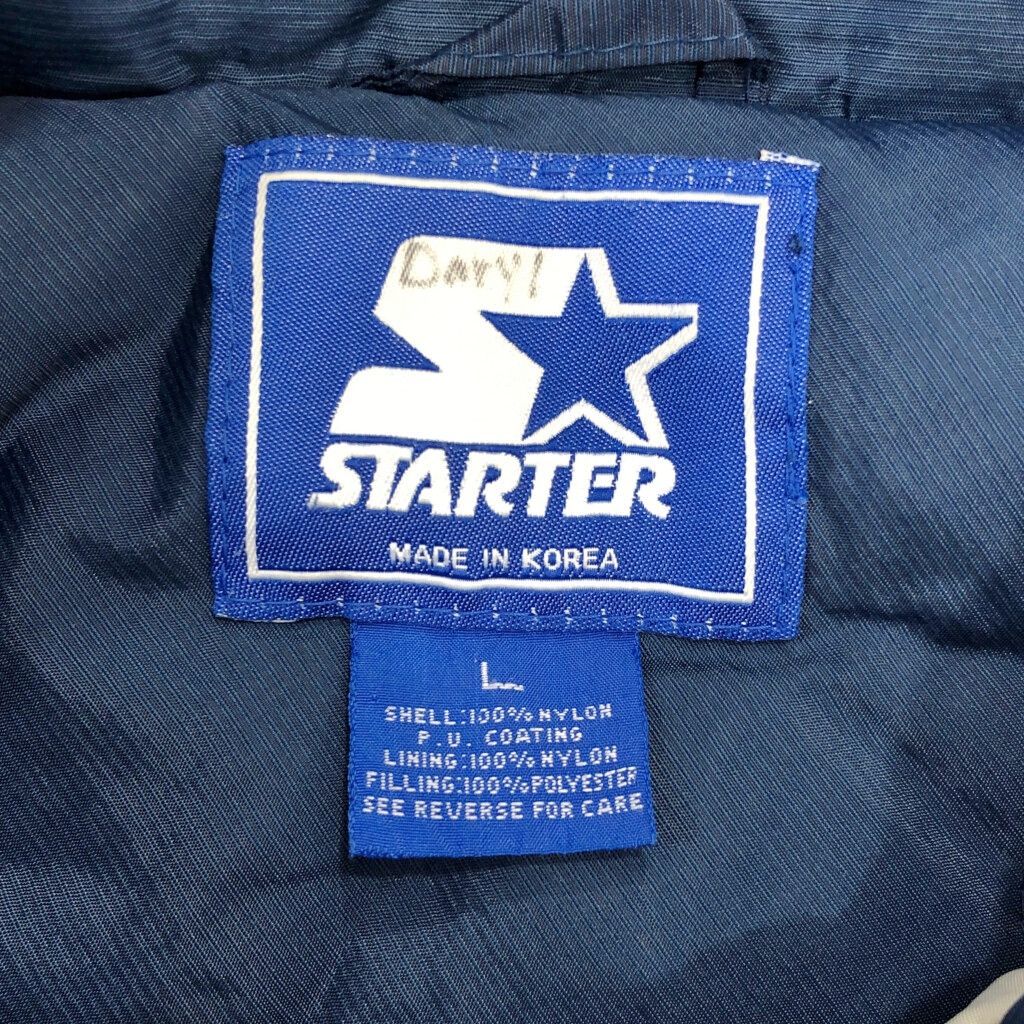 Daryl
STARTER
MADE IN KOREA
L
SHELL:100% NYLON
P.U. COATING
LINING:100% NYLON
FILLING:100% POLYESTER
SEE REVERSE FOR CARE